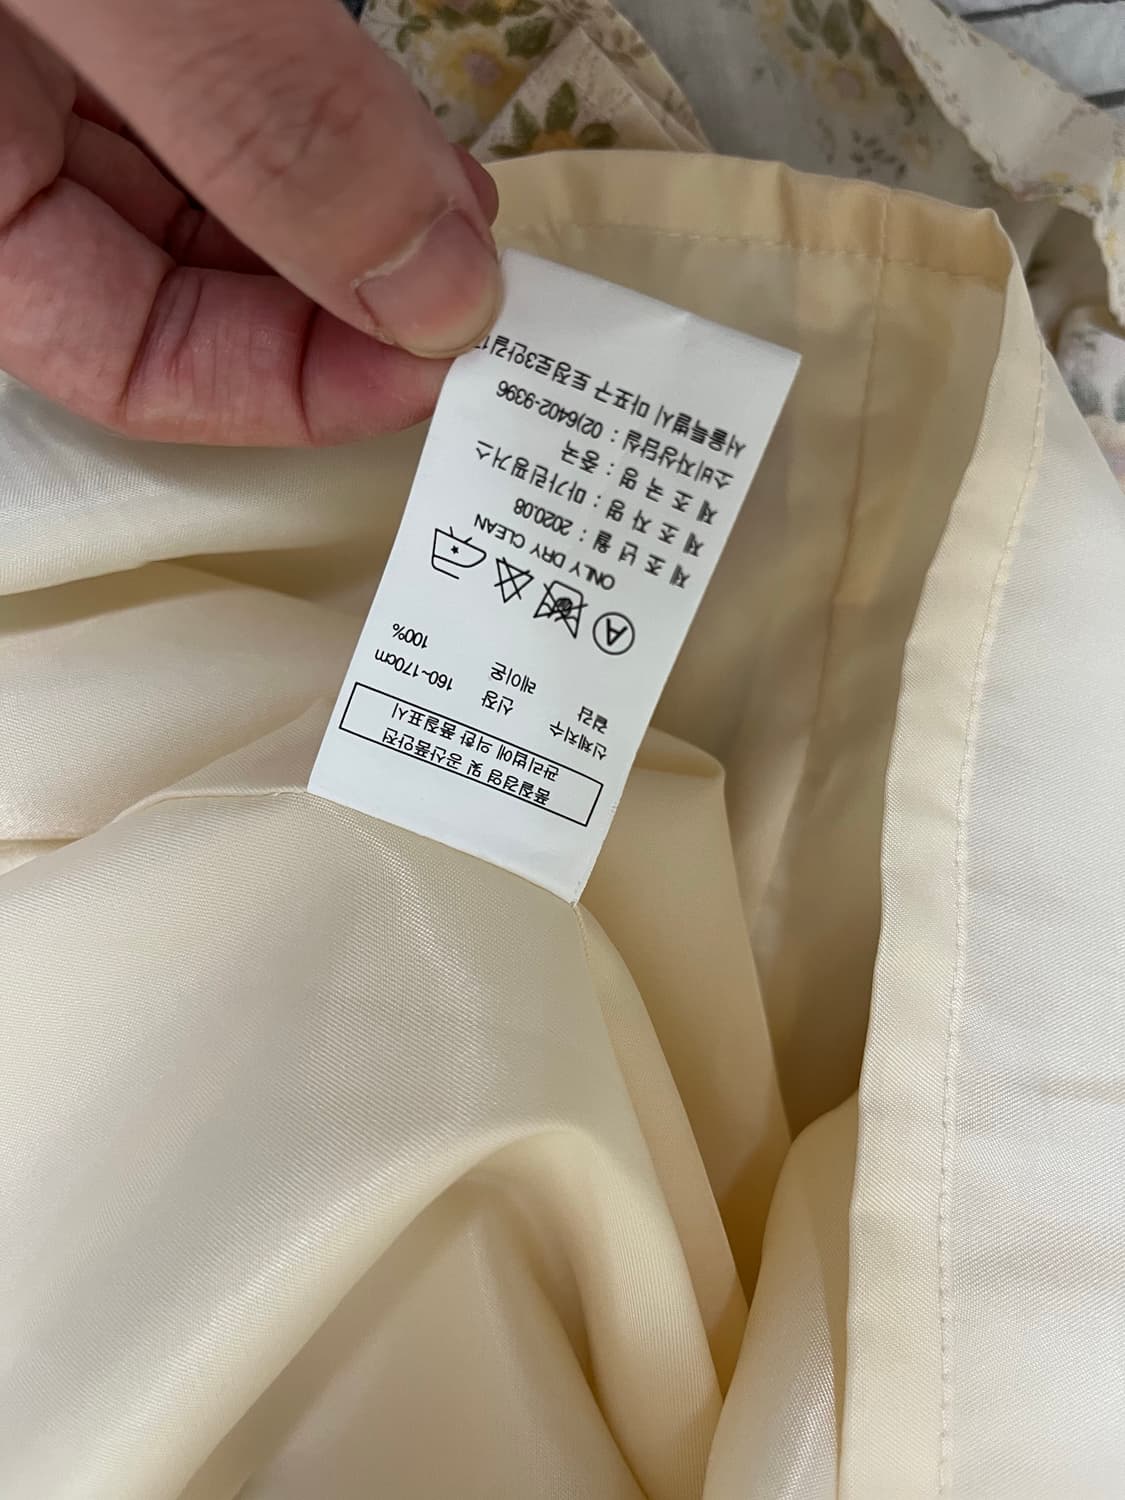 품질경영 및 공산품안전
관리법에 의한 품질표시
신체치수 신장 160~170cm
겉감 레이온 100%
A
ONLY DRY CLEAN
제 조 년 월 : 2020.08
제 조 자 명 : 마가린핑거스
제 조 국 명 : 중국
소비자상담실 : 02)6402-9396
서울특별시 마포구 토정로3안길